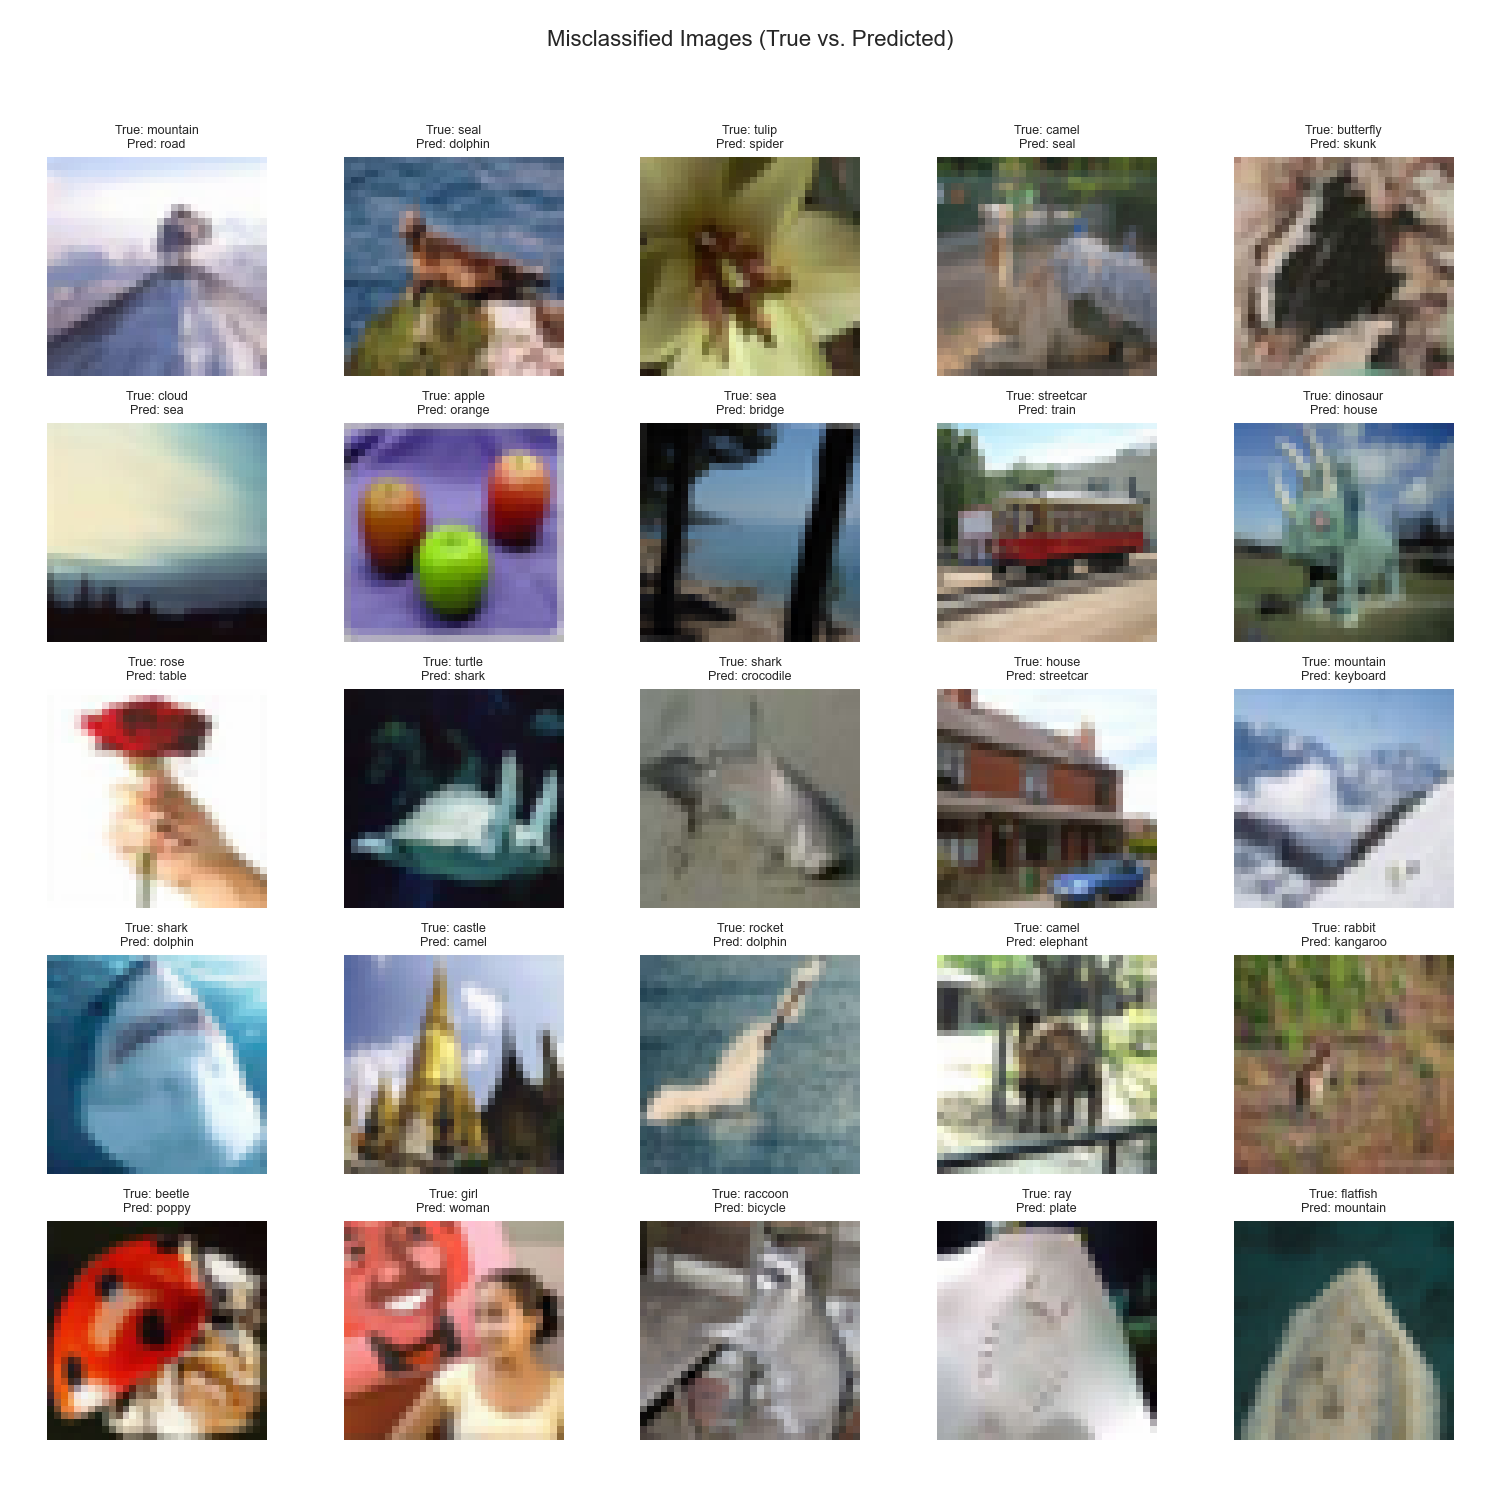 Misclassified Images (True vs. Predicted)
True: mountain
Pred: road
True: seal
Pred: dolphin
True: tulip
Pred: spider
True: camel
Pred: seal
True: butterfly
Pred: skunk
True: cloud
Pred: sea
True: apple
Pred: orange
True: sea
Pred: bridge
True: streetcar
Pred: train
True: dinosaur
Pred: house
True: rose
Pred: table
True: turtle
Pred: shark
True: shark
Pred: crocodile
True: house
Pred: streetcar
True: mountain
Pred: keyboard
True: shark
Pred: dolphin
True: castle
Pred: camel
True: rocket
Pred: dolphin
True: camel
Pred: elephant
True: rabbit
Pred: kangaroo
True: beetle
Pred: poppy
True: girl
Pred: woman
True: raccoon
Pred: bicycle
True: ray
Pred: plate
True: flatfish
Pred: mountain